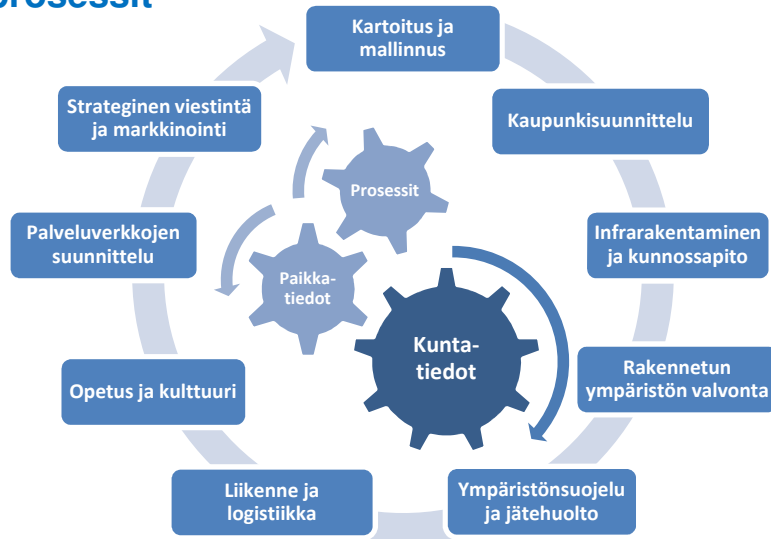 prosessit
Kartoitus ja
mallinnus
Kaupunkisuunnittelu
Infrarakentaminen
ja kunnossapito
Rakennetun
ympäristön valvonta
Ympäristönsuojelu
ja jätehuolto
Liikenne ja
logistiikka
Opetus ja kulttuuri
Palveluverkkojen
suunnittelu
Strateginen viestintä
ja markkinointi
Prosessit
Paikka-
tiedot
Kunta-
tiedot